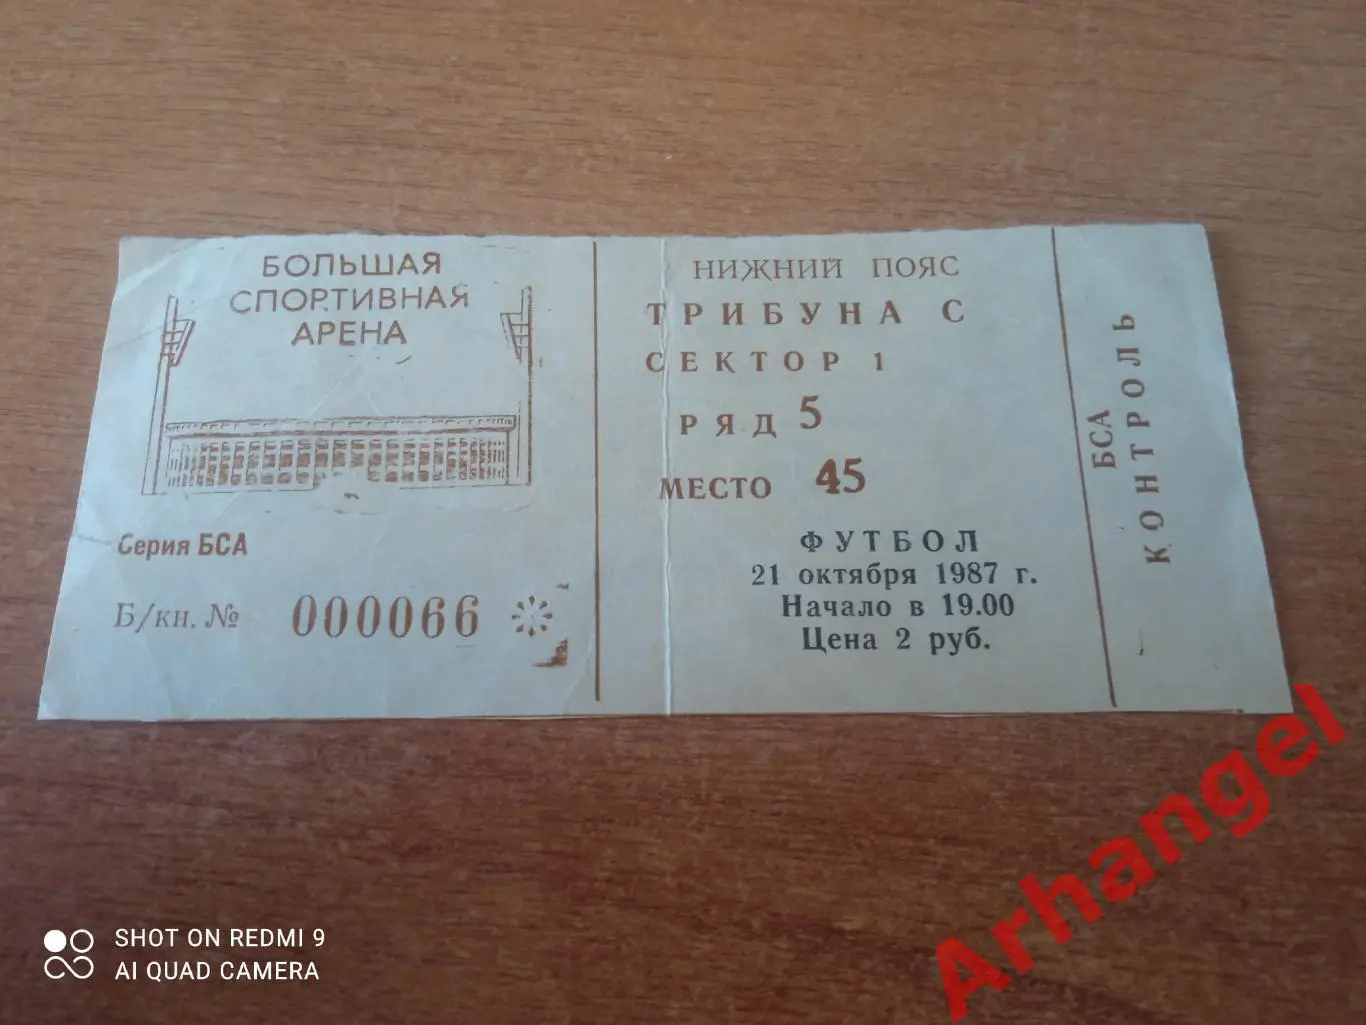 БОЛЬШАЯ
СПОРТИВНАЯ
АРЕНА
Серия БСА
Б/кн. № 000066
НИЖНИЙ ПОЯС
ТРИБУНА С
СЕКТОР 1
РЯД 5
МЕСТО 45
ФУТБОЛ
21 октября 1987 г.
Начало в 19.00
Цена 2 руб.
БСА
КОНТРОЛЬ
SHOT ON REDMI 9
AI QUAD CAMERA
Arhangel